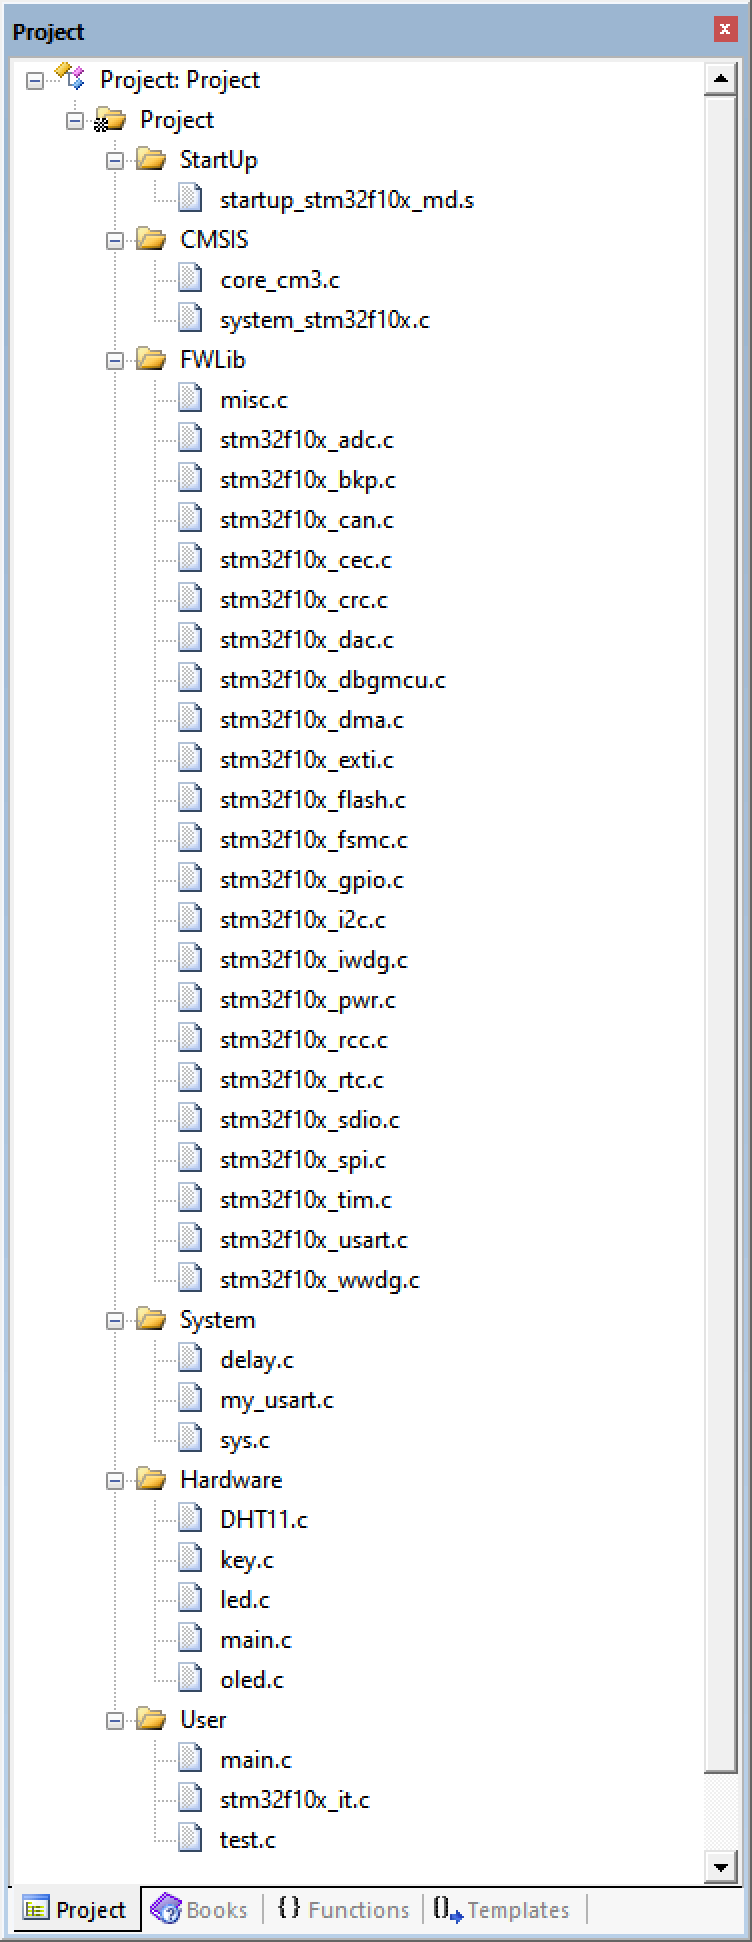 Project
Project: Project
Project
StartUp
startup_stm32f10x_md.s
CMSIS
core_cm3.c
system_stm32f10x.c
FWLib
misc.c
stm32f10x_adc.c
stm32f10x_bkp.c
stm32f10x_can.c
stm32f10x_cec.c
stm32f10x_crc.c
stm32f10x_dac.c
stm32f10x_dbgmcu.c
stm32f10x_dma.c
stm32f10x_exti.c
stm32f10x_flash.c
stm32f10x_fsmc.c
stm32f10x_gpio.c
stm32f10x_i2c.c
stm32f10x_iwdg.c
stm32f10x_pwr.c
stm32f10x_rcc.c
stm32f10x_rtc.c
stm32f10x_sdio.c
stm32f10x_spi.c
stm32f10x_tim.c
stm32f10x_usart.c
stm32f10x_wwdg.c
System
delay.c
my_usart.c
sys.c
Hardware
DHT11.c
key.c
led.c
main.c
oled.c
User
main.c
stm32f10x_it.c
test.c
Project Books {} Functions Templates